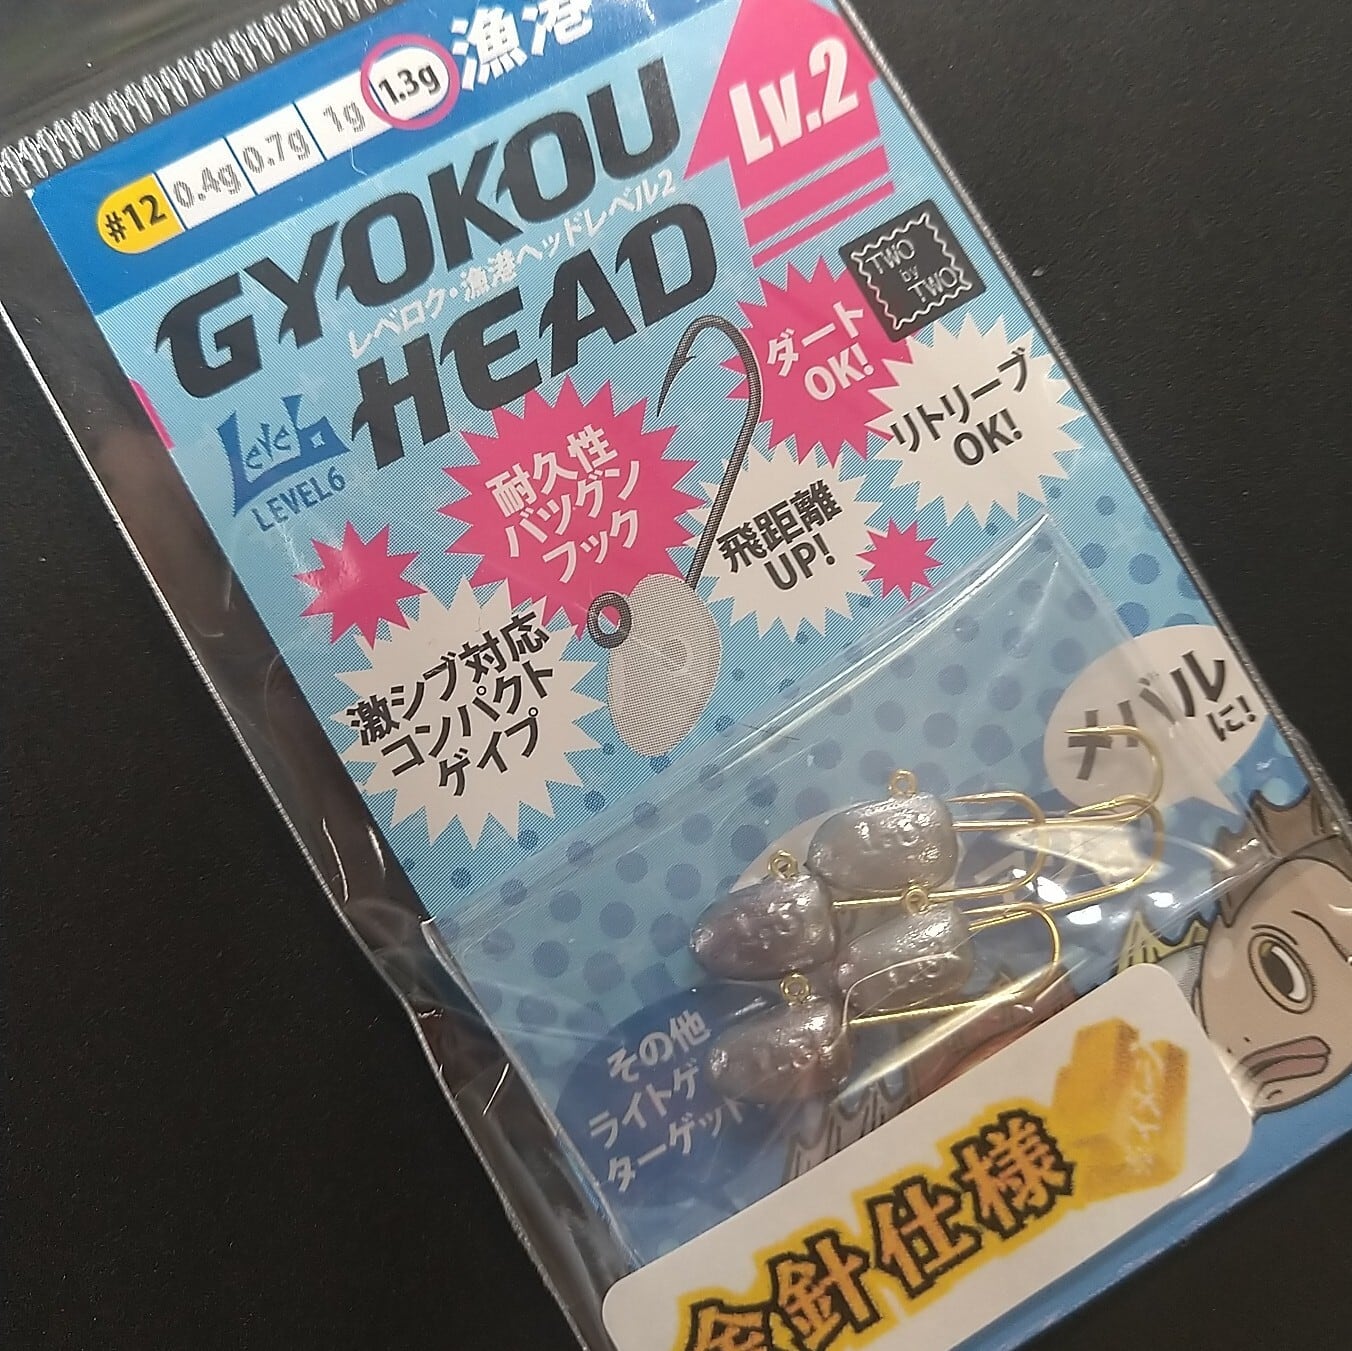 #12 0.4g 0.7g 1g 1.3g 漁港
Lv.2
GYOKOU
レベロク・漁港ヘッドレベル2
HEAD
TWO
by
TWO
LEVEL6
LEVEL6
ダート
OK!
リトリーブ
OK!
耐久性
バツグン
フック
飛距離
UP!
激シブ対応
コンパクト
ゲイプ
メバル
に!
その他
ライトゲ
ターゲット
金針仕様